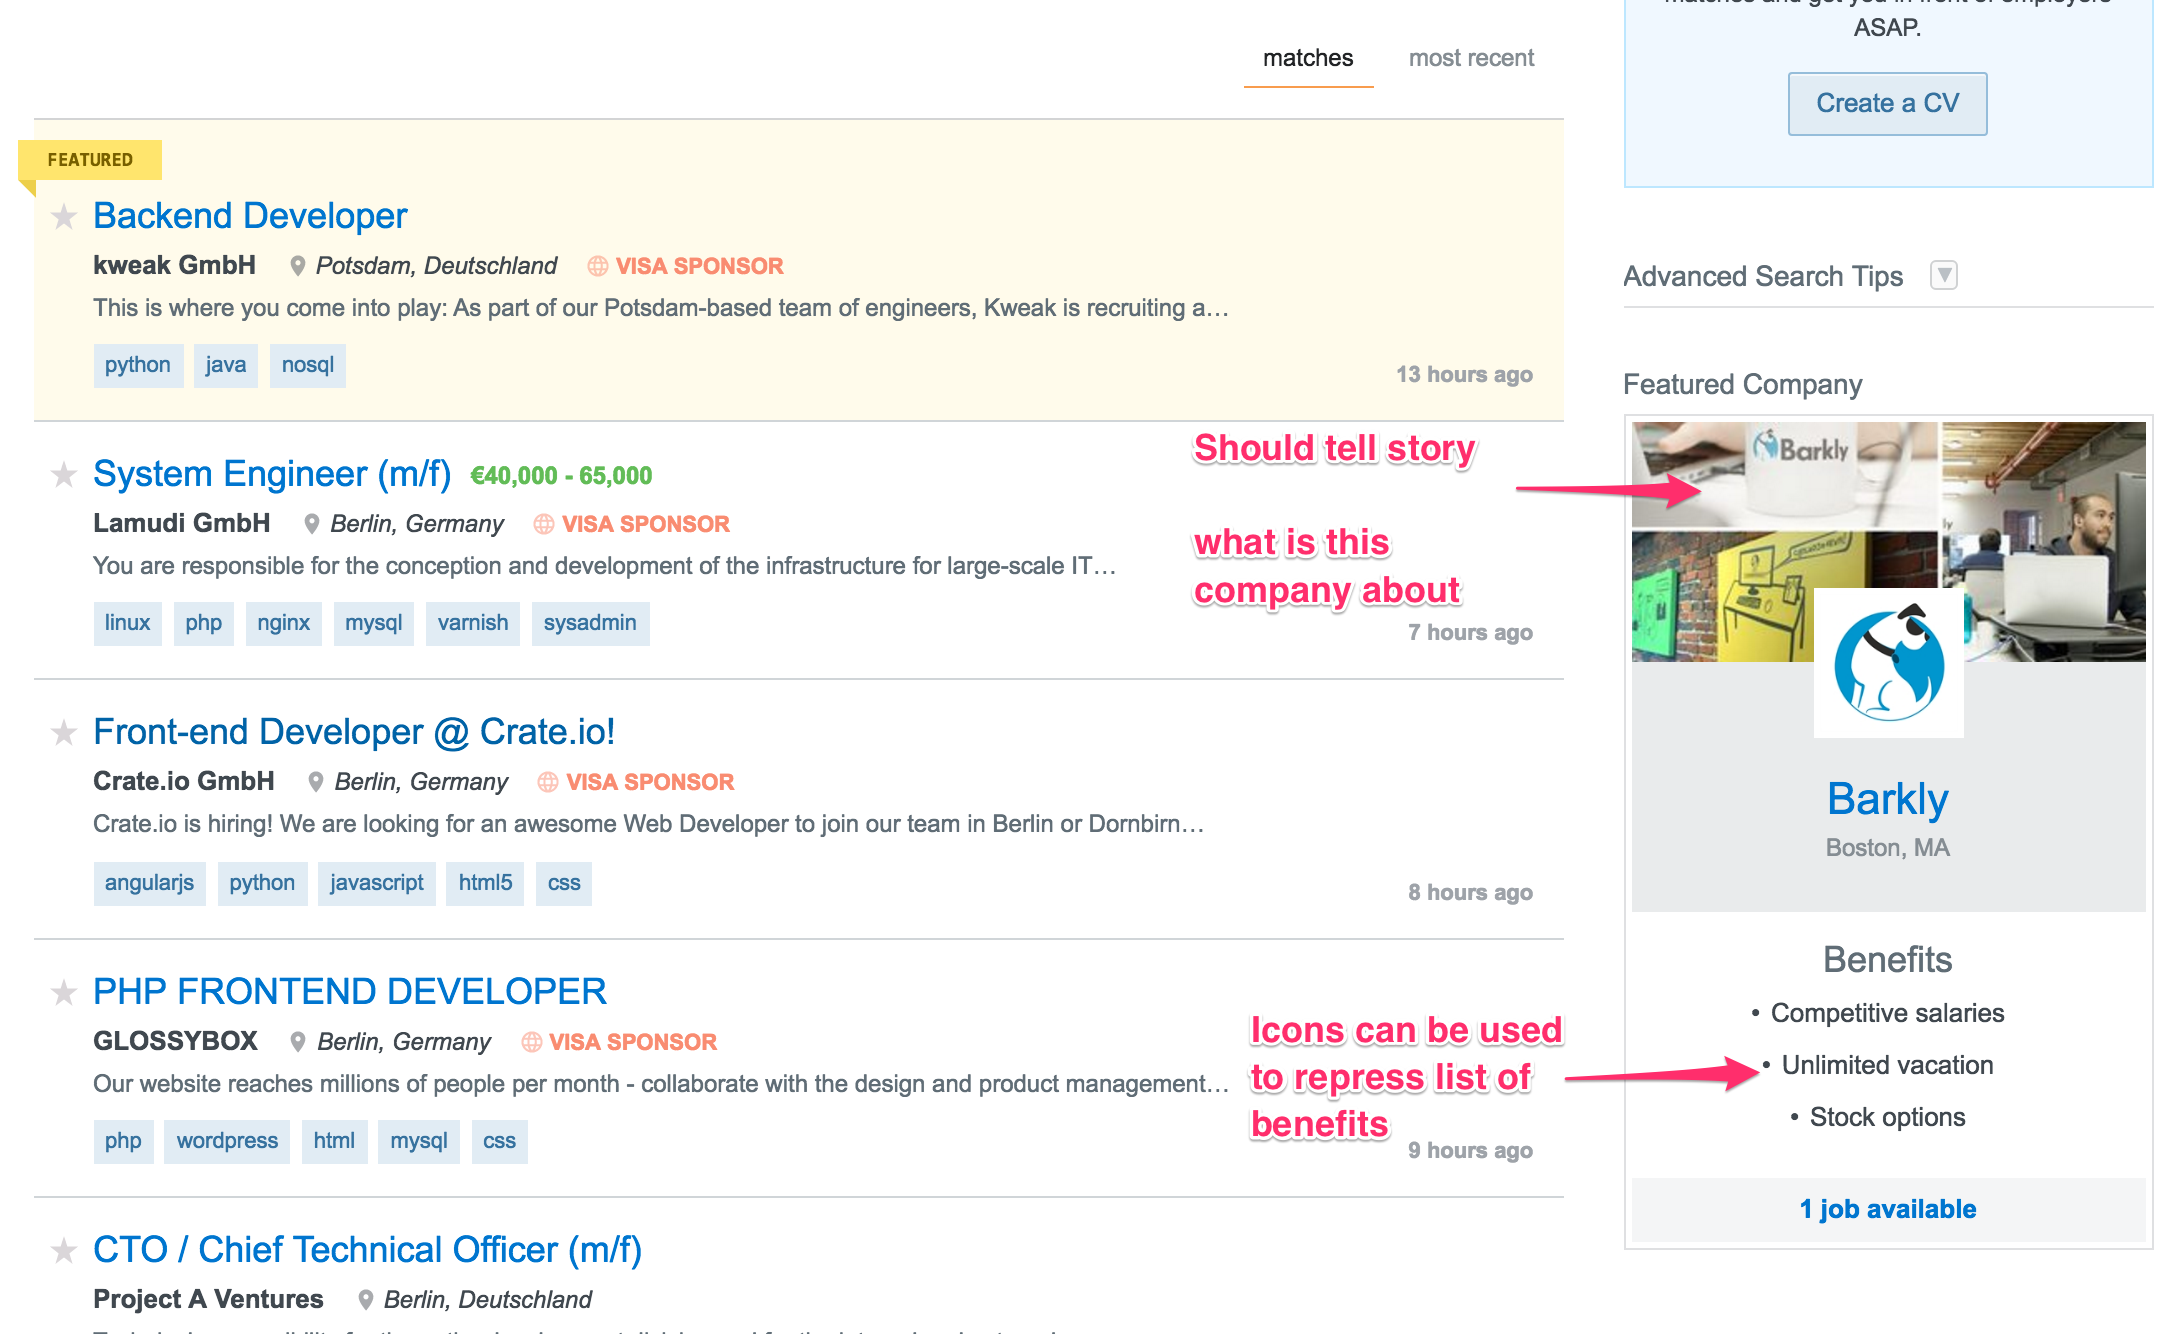 matches
most recent
FEATURED
Backend Developer
kweak GmbH Potsdam, Deutschland VISA SPONSOR
This is where you come into play: As part of our Potsdam-based team of engineers, Kweak is recruiting a…
python java nosql
13 hours ago
System Engineer (m/f) €40,000 - 65,000
Lamudi GmbH Berlin, Germany VISA SPONSOR
You are responsible for the conception and development of the infrastructure for large-scale IT…
linux php nginx mysql varnish sysadmin
7 hours ago
Front-end Developer @ Crate.io!
Crate.io GmbH Berlin, Germany VISA SPONSOR
Crate.io is hiring! We are looking for an awesome Web Developer to join our team in Berlin or Dornbirn…
angularjs python javascript html5 css
8 hours ago
PHP FRONTEND DEVELOPER
GLOSSYBOX Berlin, Germany VISA SPONSOR
Our website reaches millions of people per month - collaborate with the design and product management…
php wordpress html mysql css
9 hours ago
CTO / Chief Technical Officer (m/f)
Project A Ventures Berlin, Deutschland
Should tell story
what is this
company about
Icons can be used
to repress list of
benefits
matches and get you in front of employers
ASAP.
Create a CV
Advanced Search Tips
Featured Company
Barkly
Barkly
Boston, MA
Benefits
• Competitive salaries
• Unlimited vacation
• Stock options
1 job available